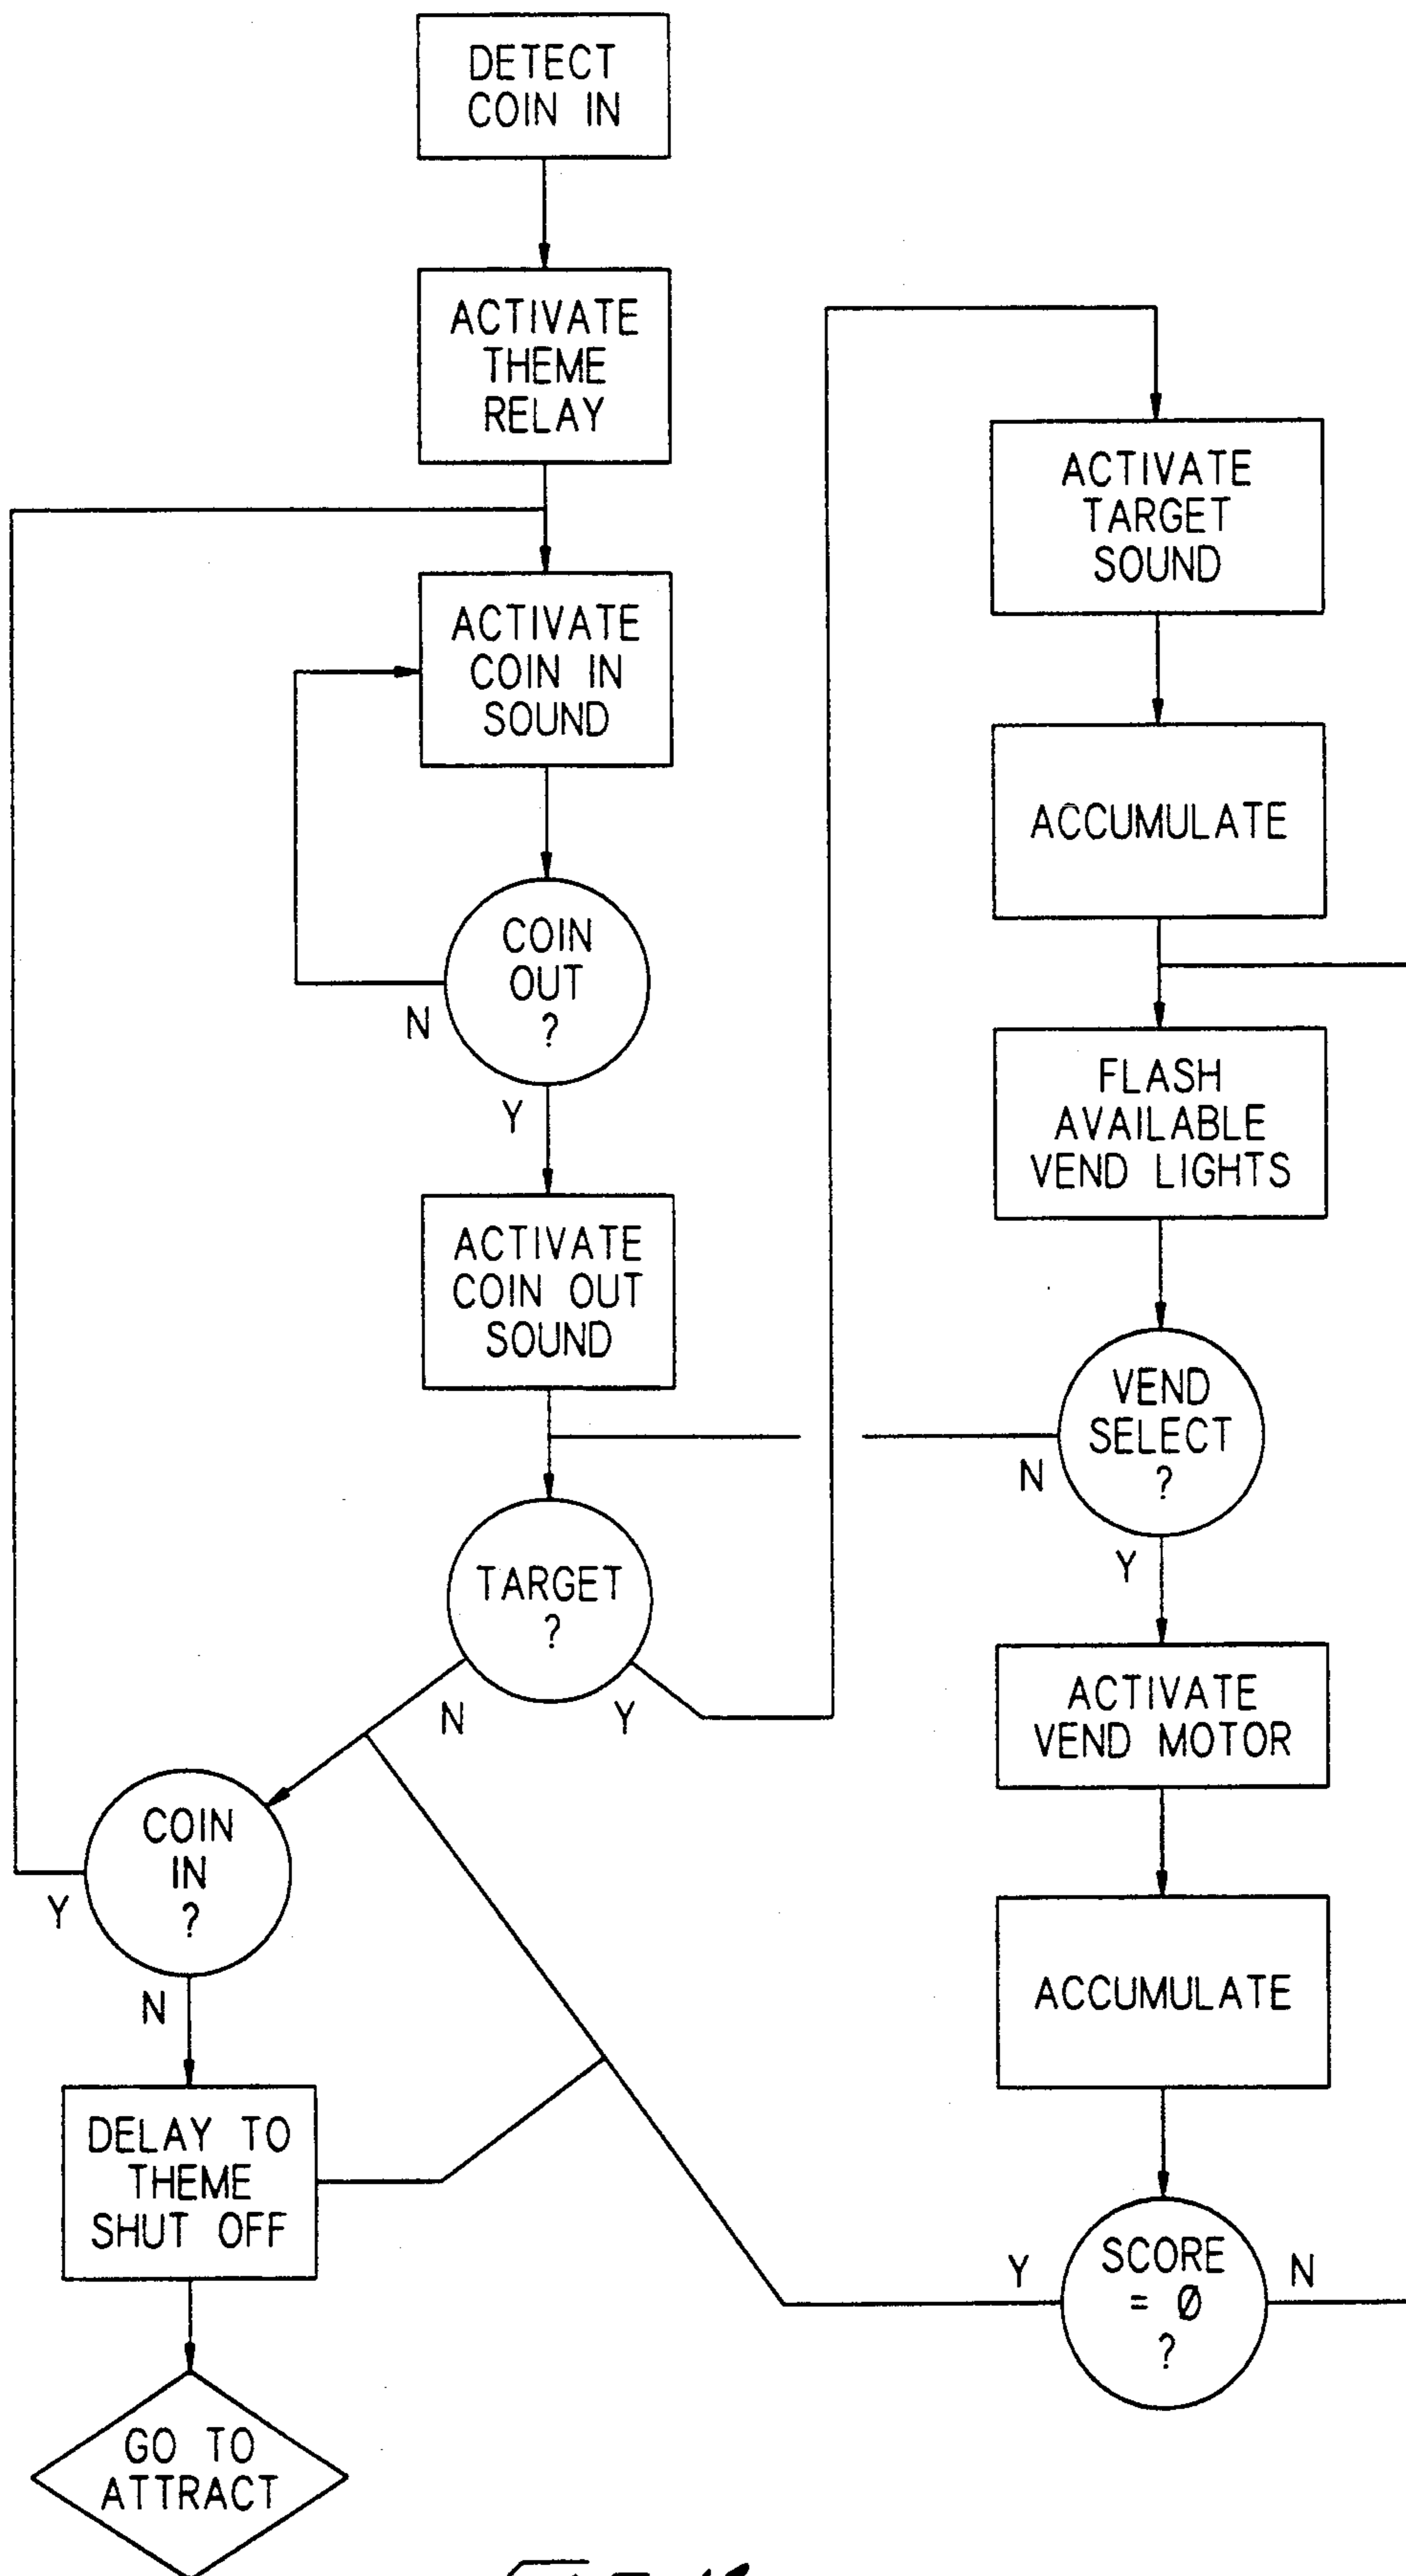 DETECT
COIN IN
ACTIVATE
THEME
RELAY
ACTIVATE
COIN IN
SOUND
COIN
OUT
?
N
Y
ACTIVATE
COIN OUT
SOUND
TARGET
?
N
Y
COIN
IN
?
Y
N
DELAY TO
THEME
SHUT OFF
GO TO
ATTRACT
ACTIVATE
TARGET
SOUND
ACCUMULATE
FLASH
AVAILABLE
VEND LIGHTS
VEND
SELECT
?
N
Y
ACTIVATE
VEND MOTOR
ACCUMULATE
SCORE
= Ø
?
Y
N